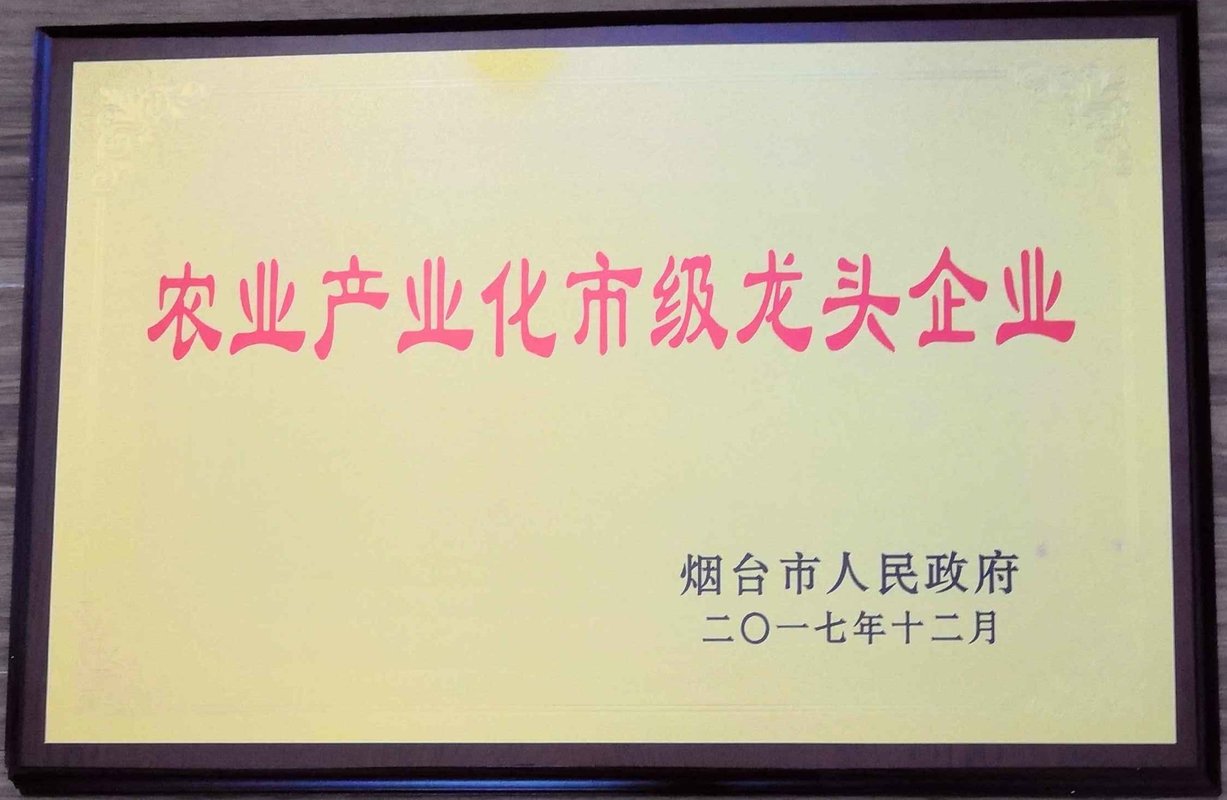 农业产业化市级龙头企业
烟台市人民政府
二〇一七年十二月